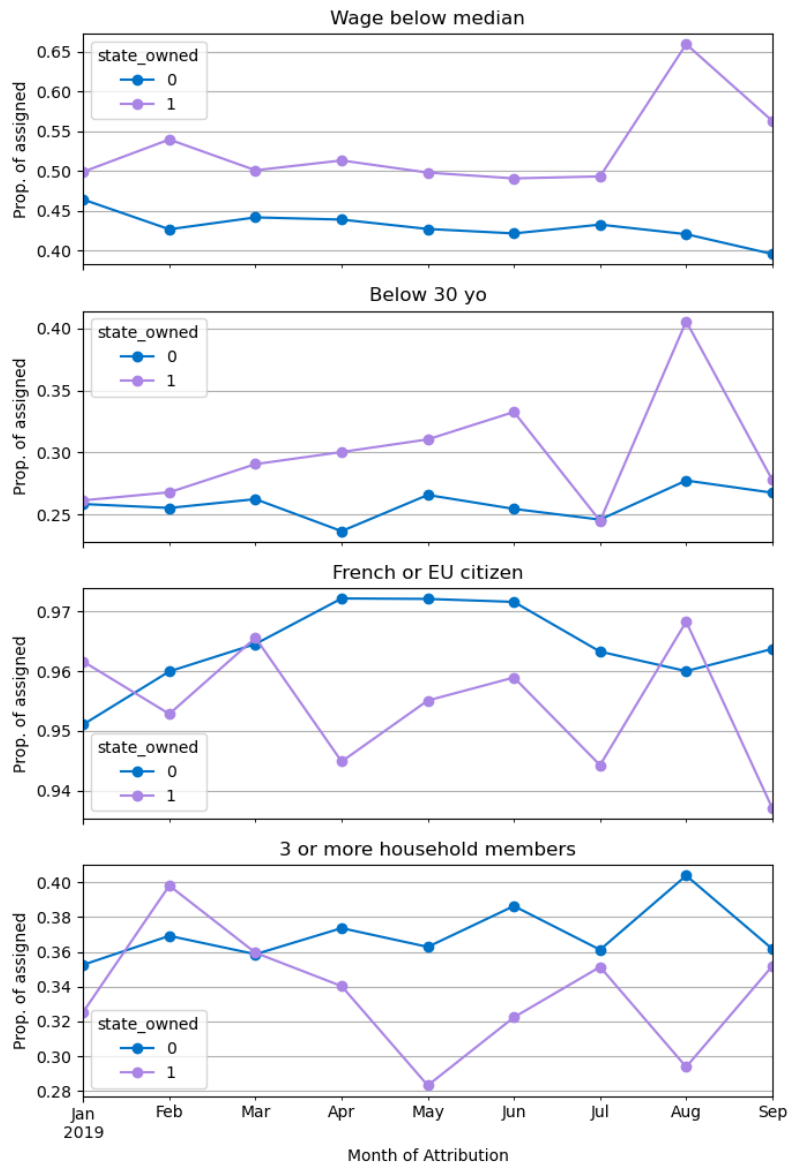 Wage below median
Prop. of assigned
0.65
0.60
0.55
0.50
0.45
0.40
state_owned
0
1
Below 30 yo
Prop. of assigned
0.40
0.35
0.30
0.25
state_owned
0
1
French or EU citizen
Prop. of assigned
0.97
0.96
0.95
0.94
state_owned
0
1
3 or more household members
Prop. of assigned
0.40
0.38
0.36
0.34
0.32
0.30
0.28
state_owned
0
1
Jan Feb Mar Apr May Jun Jul Aug Sep
2019
Month of Attribution